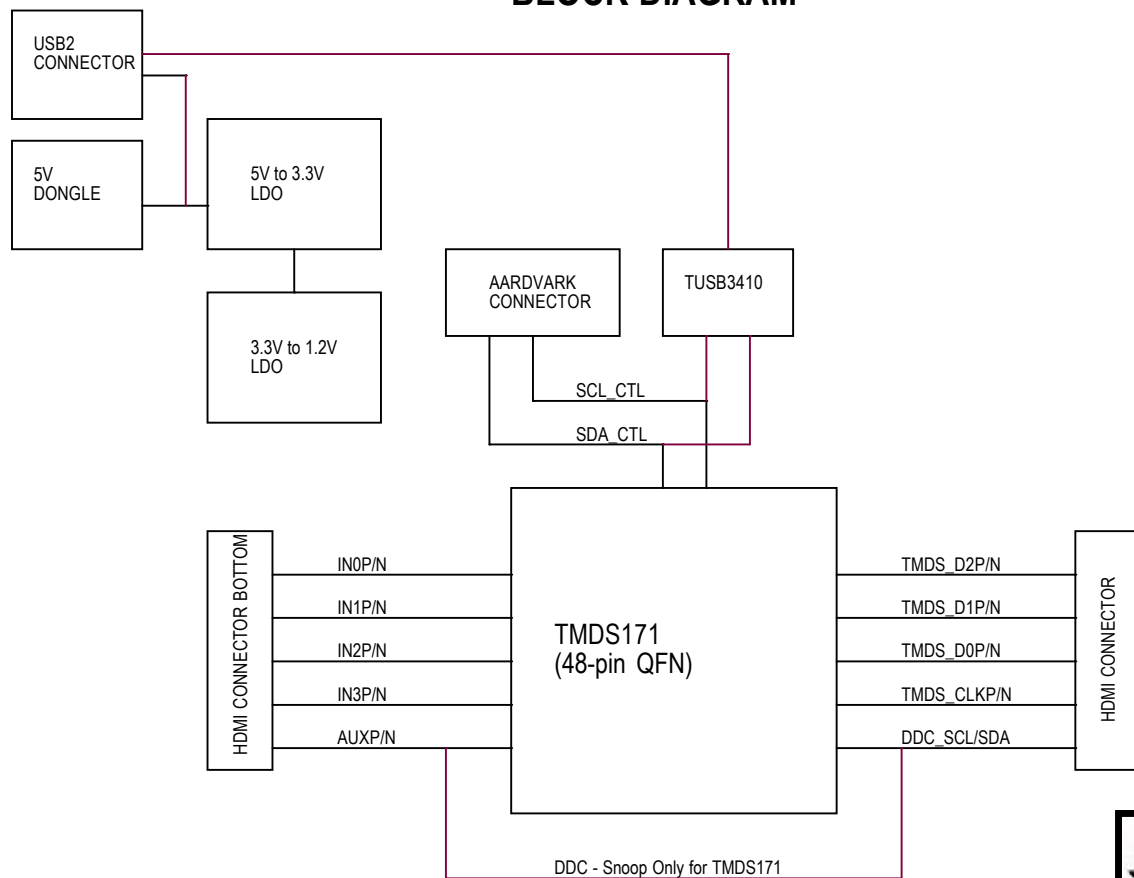 BLOCK DIAGRAM
USB2
CONNECTOR
5V
DONGLE
5V to 3.3V
LDO
3.3V to 1.2V
LDO
AARDVARK
CONNECTOR
TUSB3410
SCL_CTL
SDA_CTL
HDMI CONNECTOR BOTTOM
IN0P/N
IN1P/N
IN2P/N
IN3P/N
AUXP/N
TMDS171
(48-pin QFN)
TMDS_D2P/N
TMDS_D1P/N
TMDS_D0P/N
TMDS_CLKP/N
DDC_SCL/SDA
HDMI CONNECTOR
DDC - Snoop Only for TMDS171